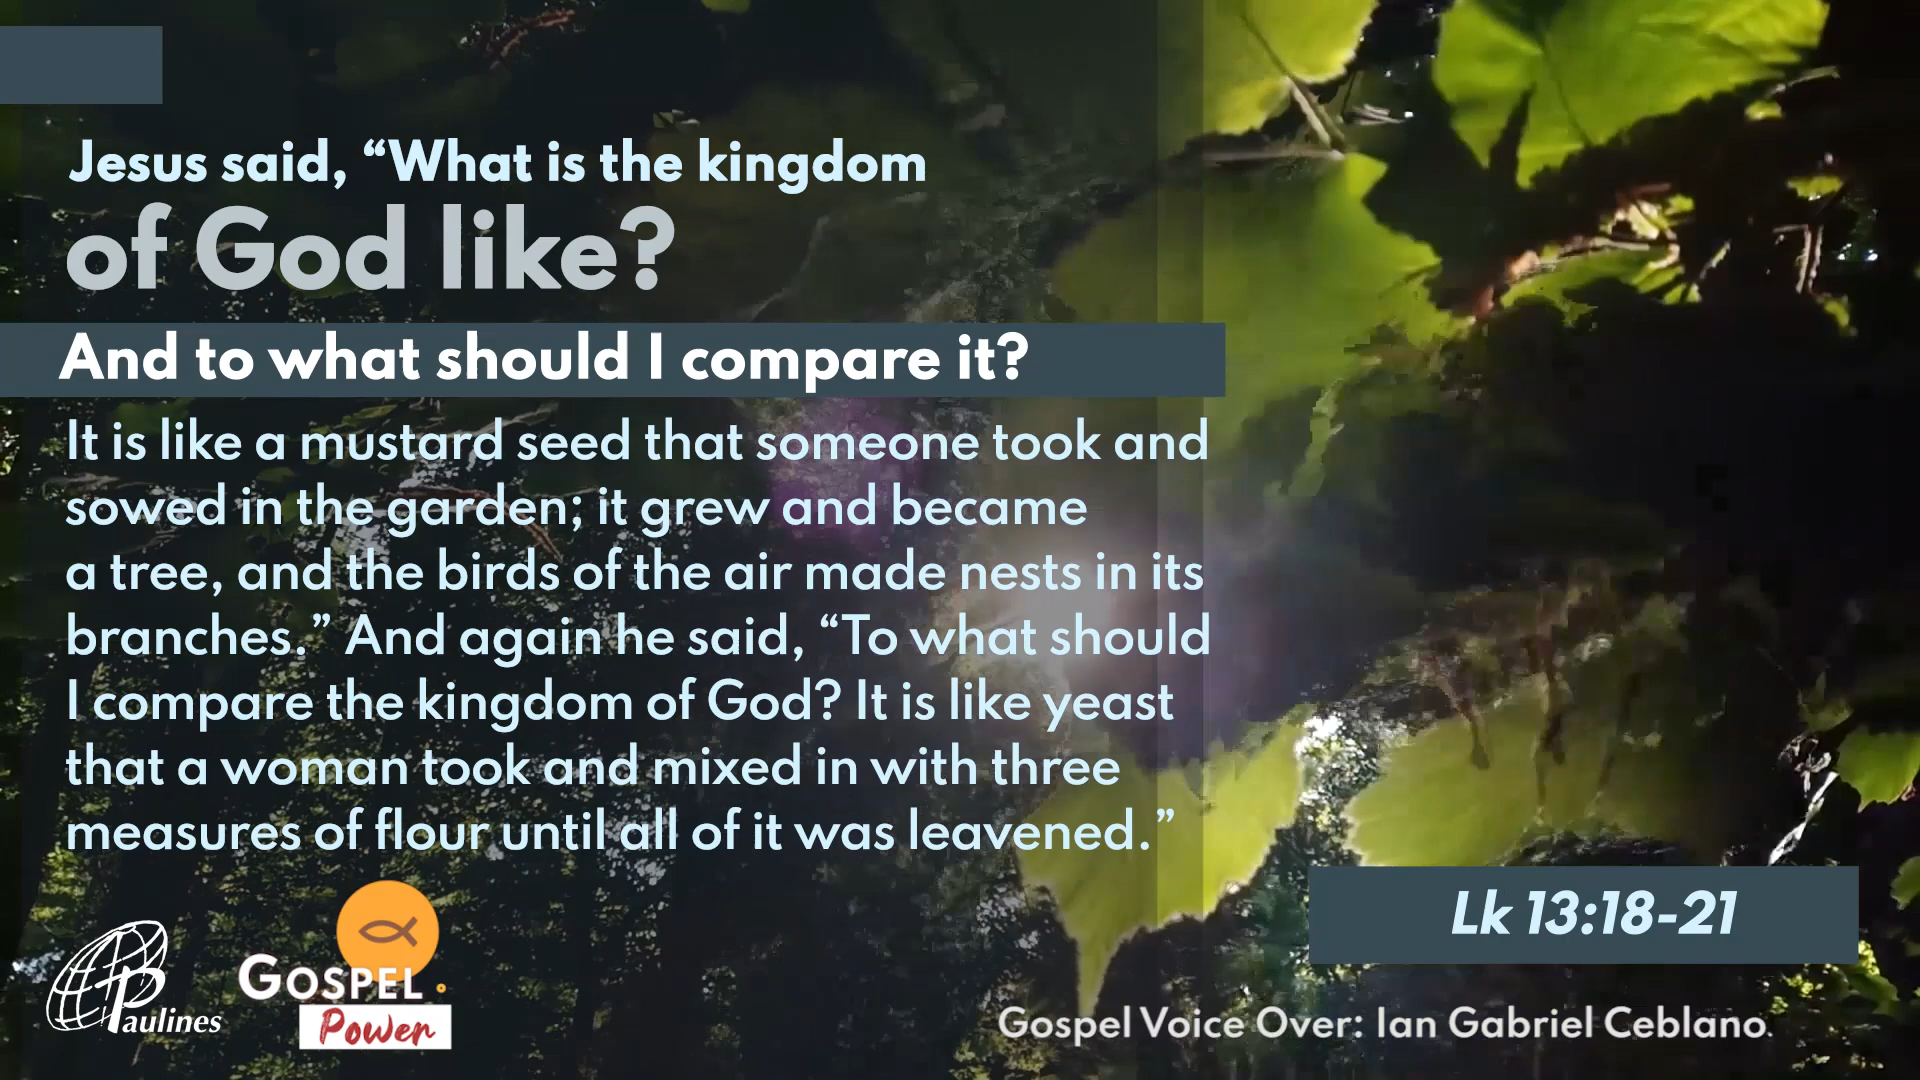 Jesus said, “What is the kingdom
of God like?
And to what should I compare it?
It is like a mustard seed that someone took and
sowed in the garden; it grew and became
a tree, and the birds of the air made nests in its
branches.” And again he said, “To what should
I compare the kingdom of God? It is like yeast
that a woman took and mixed in with three
measures of flour until all of it was leavened.”
Lk 13:18-21
Paulines
GOSPEL
Power
Gospel Voice Over: Ian Gabriel Ceblano